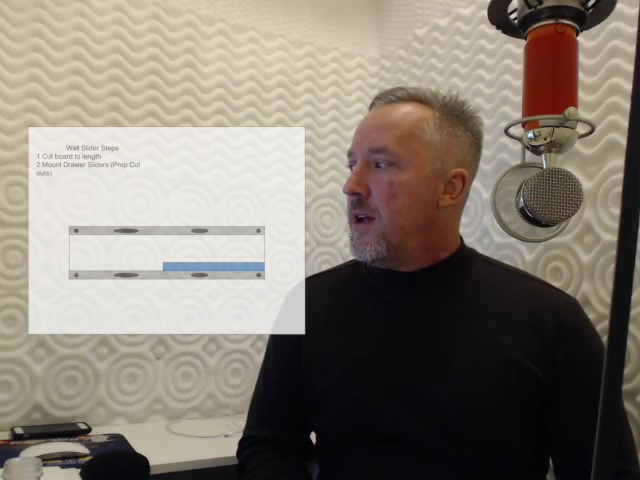 Wall Slider Steps
1 Cut board to length
2 Mount Drawer Sliders (Prep Cut
outs)